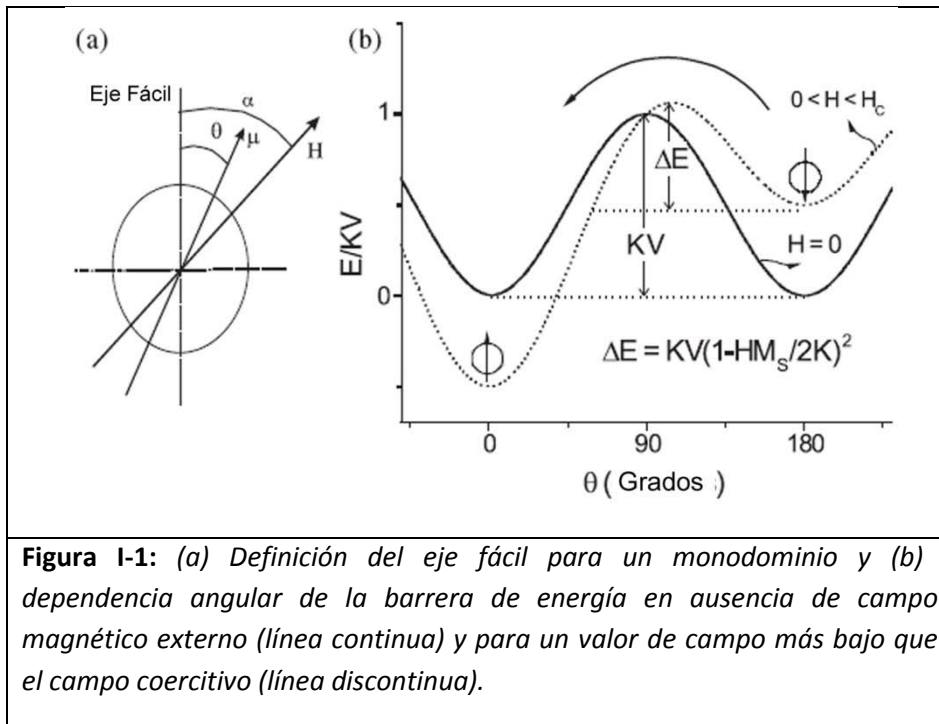 (a)
Eje Fácil
α
θ
μ
H
(b)
E/KV
1
0
0 < H < H_C
ΔE
KV
H = 0
ΔE = KV(1-HM_S/2K)²
0 90 180
θ ( Grados )
Figura I-1: (a) Definición del eje fácil para un monodominio y (b)
dependencia angular de la barrera de energía en ausencia de campo
magnético externo (línea continua) y para un valor de campo más bajo que
el campo coercitivo (línea discontinua).